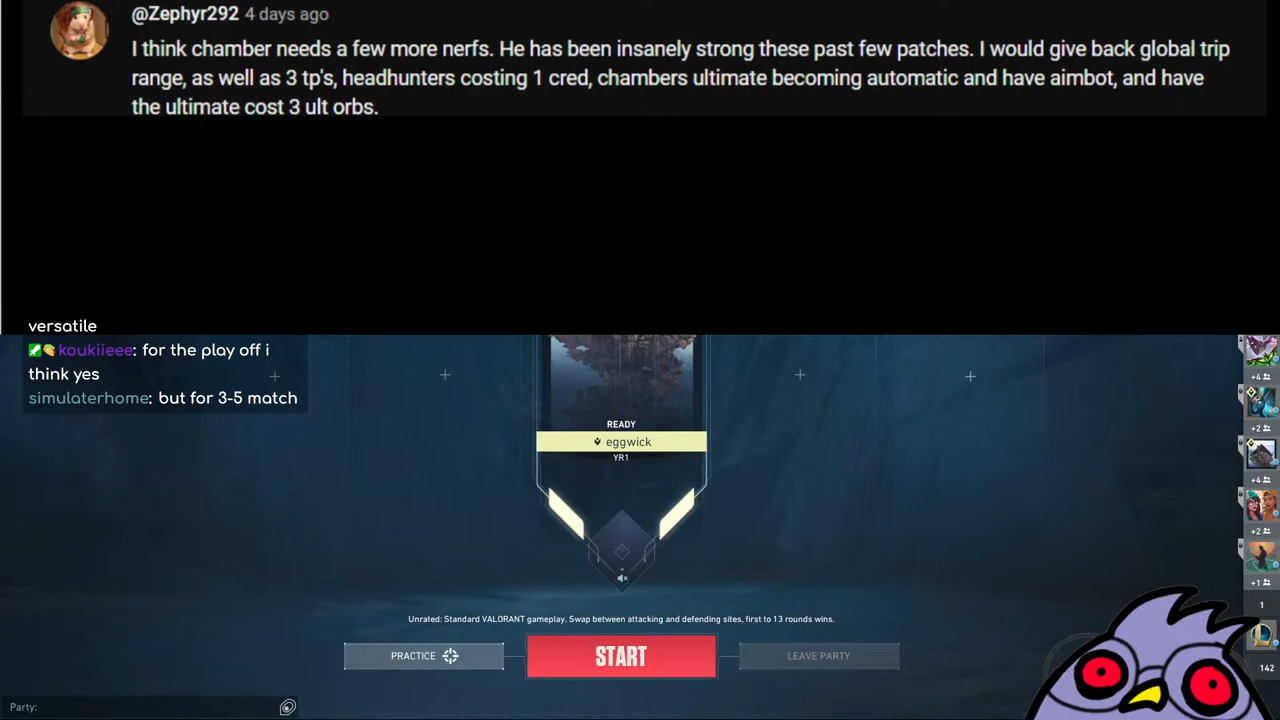 @Zephyr292 4 days ago
I think chamber needs a few more nerfs. He has been insanely strong these past few patches. I would give back global trip
range, as well as 3 tp's, headhunters costing 1 cred, chambers ultimate becoming automatic and have aimbot, and have
the ultimate cost 3 ult orbs.
versatile
koukiieee: for the play off i
think yes
simulaterhome: but for 3-5 match
READY
eggwick
YR1
+4
+2
+4
+2
+1
1
142
Unrated: Standard VALORANT gameplay. Swap between attacking and defending sites, first to 13 rounds wins.
PRACTICE
START
LEAVE PARTY
Party: